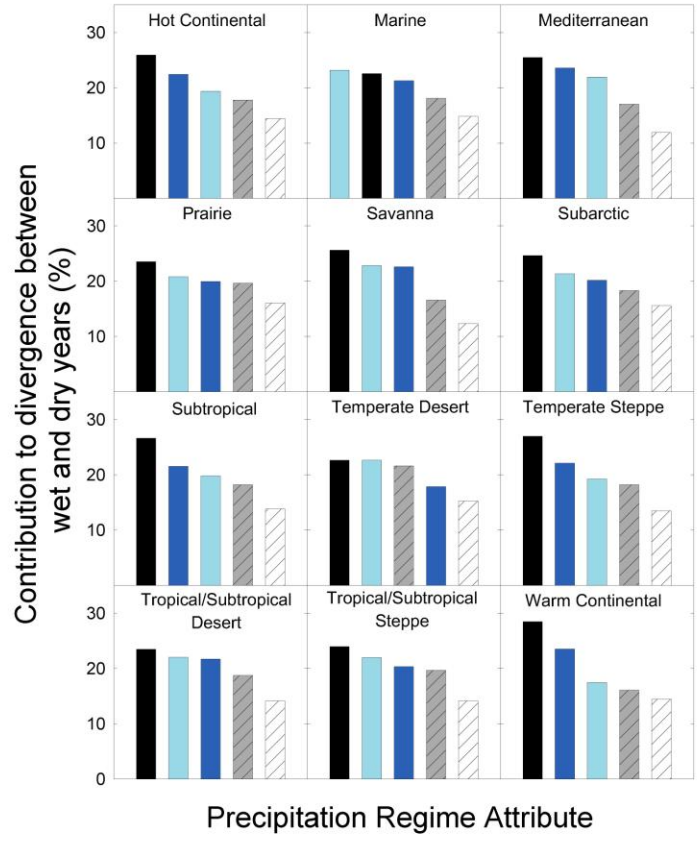 Hot Continental
Marine
Mediterranean
30
20
10
Prairie
Savanna
Subarctic
30
20
10
Subtropical
Temperate Desert
Temperate Steppe
30
20
10
Tropical/Subtropical
Desert
Tropical/Subtropical
Steppe
Warm Continental
30
20
10
0
Contribution to divergence between
wet and dry years (%)
Precipitation Regime Attribute